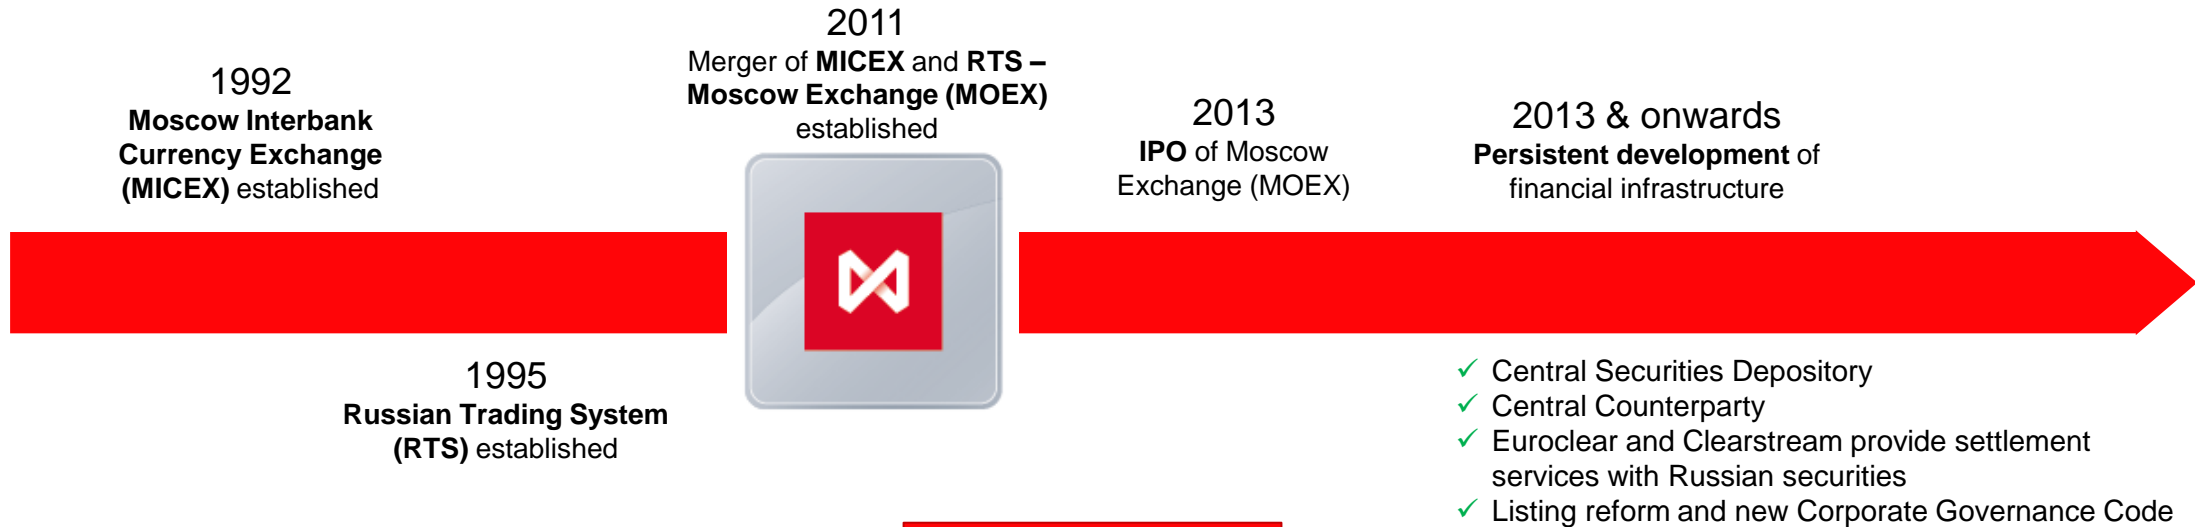 1992
Moscow Interbank
Currency Exchange
(MICEX) established
1995
Russian Trading System
(RTS) established
2011
Merger of MICEX and RTS –
Moscow Exchange (MOEX)
established
2013
IPO of Moscow
Exchange (MOEX)
2013 & onwards
Persistent development of
financial infrastructure
✓ Central Securities Depository
✓ Central Counterparty
✓ Euroclear and Clearstream provide settlement
services with Russian securities
✓ Listing reform and new Corporate Governance Code